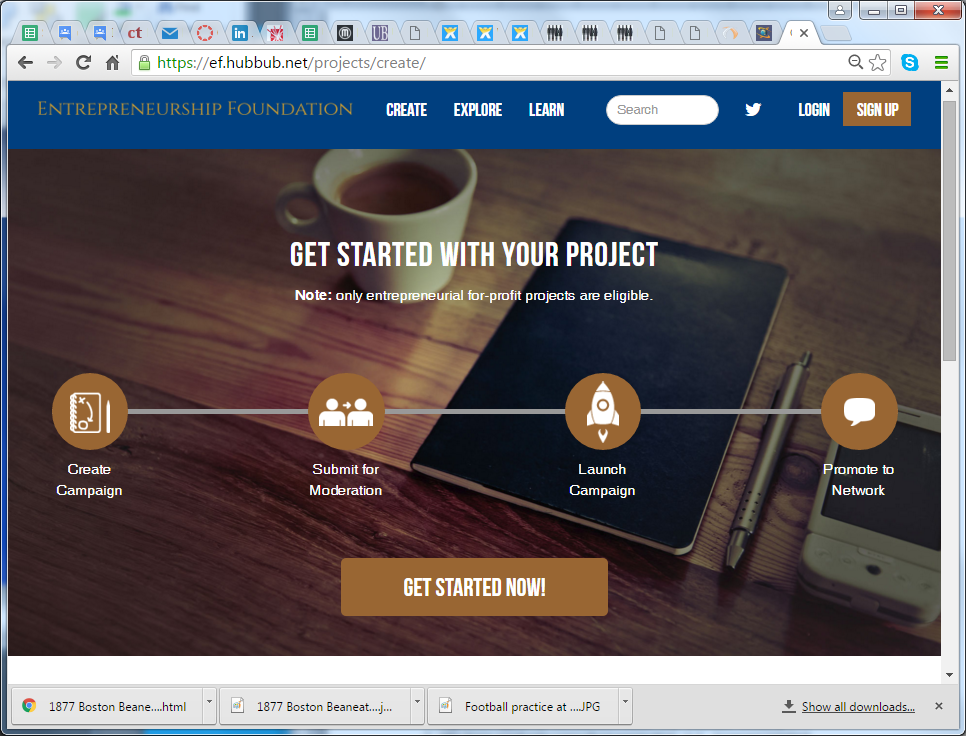 ct
in
UB
https://ef.hubbub.net/projects/create/
Entrepreneurship Foundation
CREATE EXPLORE LEARN Search LOGIN SIGN UP
GET STARTED WITH YOUR PROJECT
Note: only entrepreneurial for-profit projects are eligible.
Create
Campaign
Submit for
Moderation
Launch
Campaign
Promote to
Network
GET STARTED NOW!
1877 Boston Beane....html
1877 Boston Beaneat....j...
Football practice at ....JPG
Show all downloads...